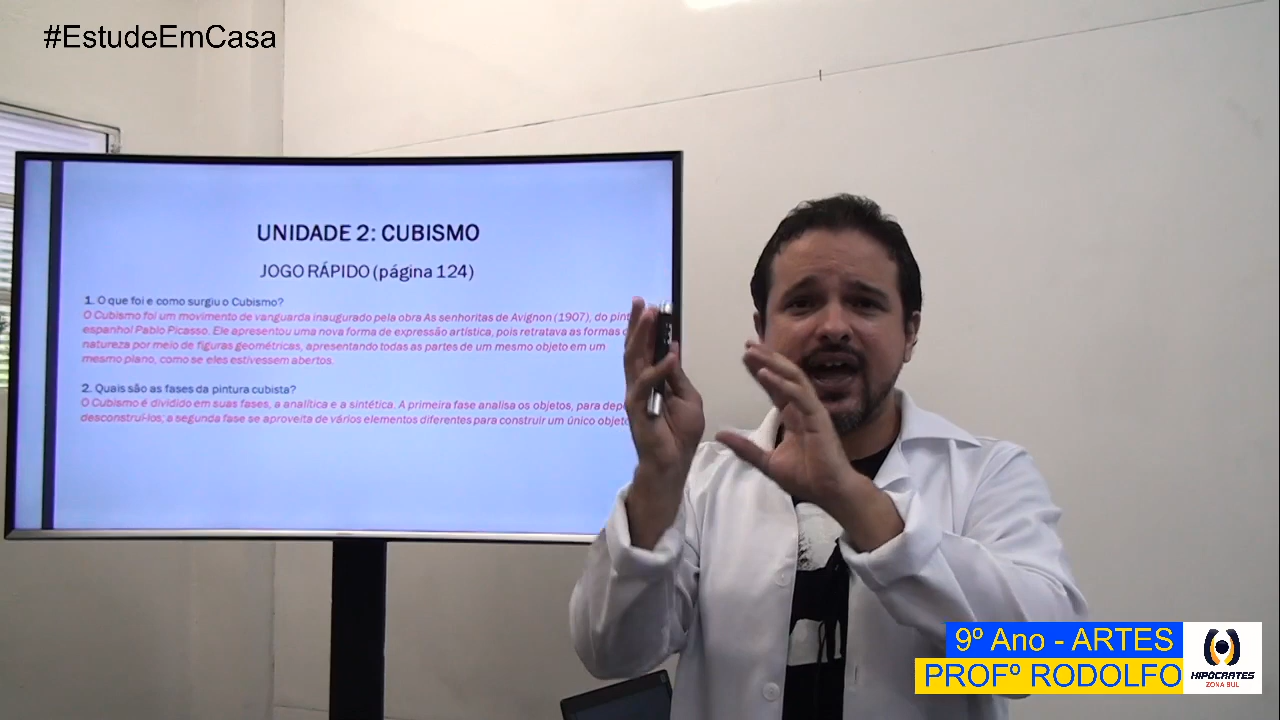 #EstudeEmCasa
UNIDADE 2: CUBISMO
JOGO RÁPIDO (página 124)
1. O que foi e como surgiu o Cubismo?
O Cubismo foi um movimento de vanguarda inaugurado pela obra As senhoritas de Avignon (1907), do
espanhol Pablo Picasso. Ele apresentou uma nova forma de expressão artística, pois retratava as formas
natureza por meio de figuras geométricas, apresentando todas as partes de um mesmo objeto em um
mesmo plano, como se eles estivessem abertos.
2. Quais são as fases da pintura cubista?
O Cubismo é dividido em suas fases, a analítica e a sintética. A primeira fase analisa os objetos, para
desconstruí-los; a segunda fase se aproveita de vários elementos diferentes para construir um único objeto
9º Ano - ARTES
PROFº RODOLFO
HIPÓCRATES
ZONA SUL